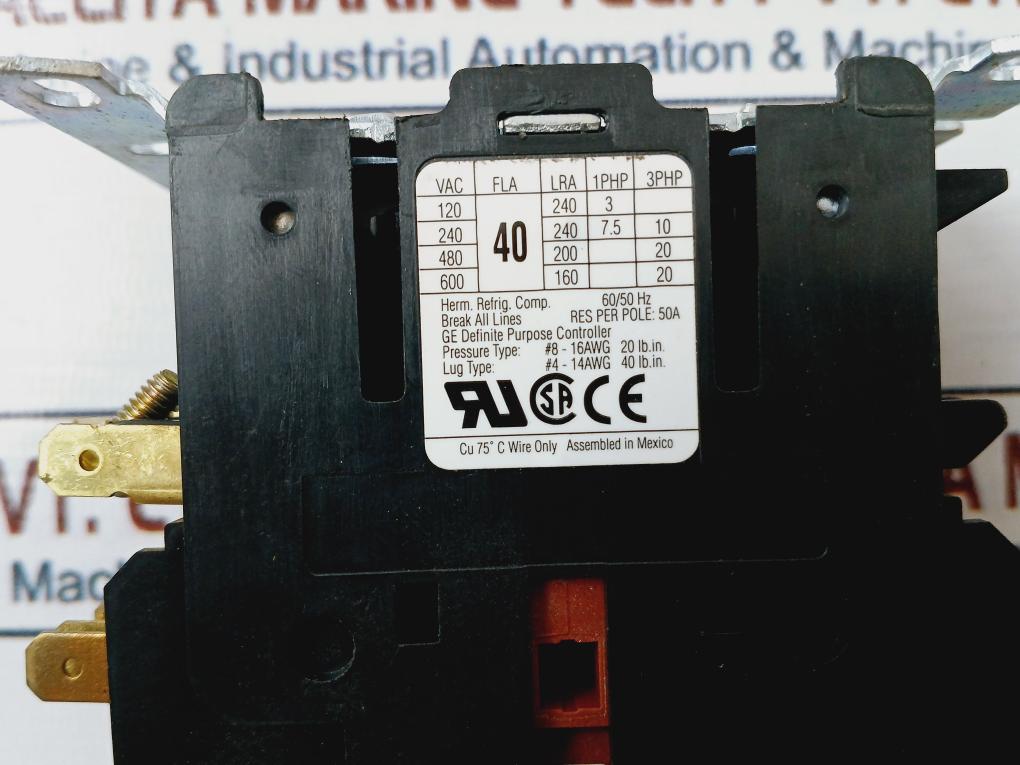 & Industrial Automation & Machin
VAC FLA LRA 1PHP 3PHP
120 40 240 3
240 240 7.5 10
480 200 20
600 160 20
Herm. Refrig. Comp. 60/50 Hz
Break All Lines RES PER POLE: 50A
GE Definite Purpose Controller
Pressure Type: #8 - 16AWG 20 lb.in.
Lug Type: #4 - 14AWG 40 lb.in.
SA CE
Cu 75° C Wire Only Assembled in Mexico
Mac